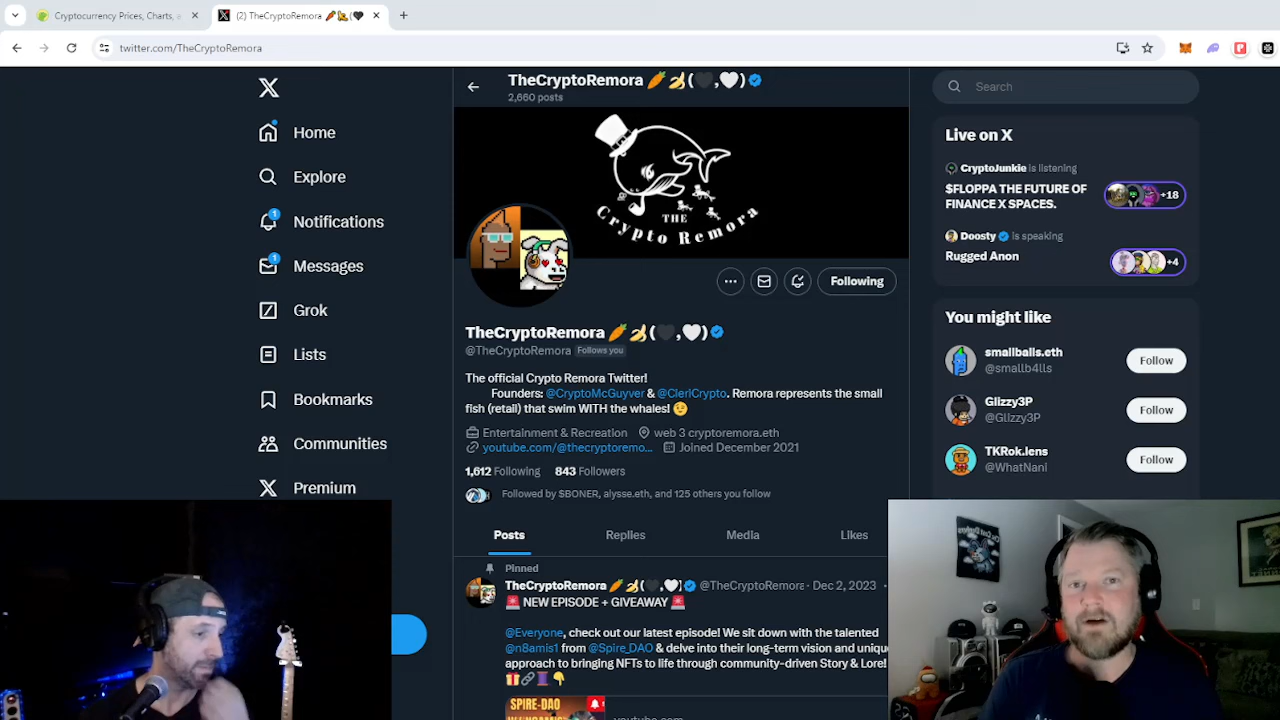 Cryptocurrency Prices, Charts,
(2) TheCryptoRemora 🥕🍌(🖤
twitter.com/TheCryptoRemora
TheCryptoRemora 🥕🍌(🖤,🤍)
2,660 posts
Search
Home
Explore
1
Notifications
1
Messages
Grok
Lists
Bookmarks
Communities
Premium
THE
Crypto Remora
Following
TheCryptoRemora 🥕🍌(🖤,🤍)
@TheCryptoRemora Follows you
The official Crypto Remora Twitter!
Founders: @CryptoMcGuyver & @ClerlCrypto. Remora represents the small
fish (retail) that swim WITH the whales! 🤨
Entertainment & Recreation web 3 cryptoremora.eth
youtube.com/@thecryptoremo... Joined December 2021
1,612 Following 843 Followers
Followed by $BONER, alysse.eth, and 125 others you follow
Posts Replies Media Likes
Pinned
TheCryptoRemora 🥕🍌(🖤,🤍) @TheCryptoRemora · Dec 2, 2023 ·
🚨 NEW EPISODE + GIVEAWAY 🚨
@Everyone, check out our latest episode! We sit down with the talented
@n8amis1 from @Spire_DAO & delve into their long-term vision and unique
approach to bringing NFTs to life through community-driven Story & Lore!
🎁🔗🧵👇
SPIRE-DAO
youtube.com
Live on X
CryptoJunkie is listening
$FLOPPA THE FUTURE OF
FINANCE X SPACES.
+18
Doosty is speaking
Rugged Anon
+4
You might like
smallballs.eth
@smallb4lls
Follow
Glizzy3P
@Glizzy3P
Follow
TKRok.lens
@WhatNani
Follow